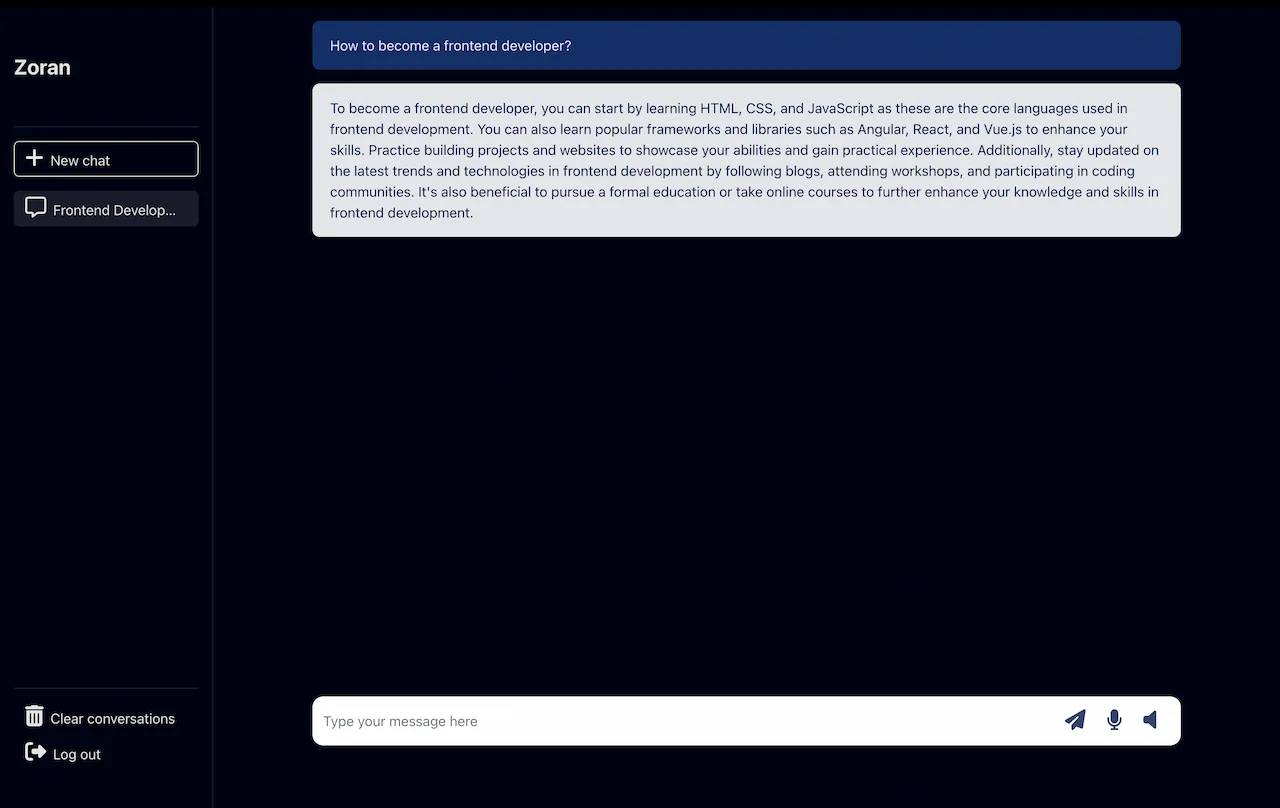 Zoran
New chat
Frontend Develop...
Clear conversations
Log out
How to become a frontend developer?
To become a frontend developer, you can start by learning HTML, CSS, and JavaScript as these are the core languages used in
frontend development. You can also learn popular frameworks and libraries such as Angular, React, and Vue.js to enhance your
skills. Practice building projects and websites to showcase your abilities and gain practical experience. Additionally, stay updated on
the latest trends and technologies in frontend development by following blogs, attending workshops, and participating in coding
communities. It's also beneficial to pursue a formal education or take online courses to further enhance your knowledge and skills in
frontend development.
Type your message here